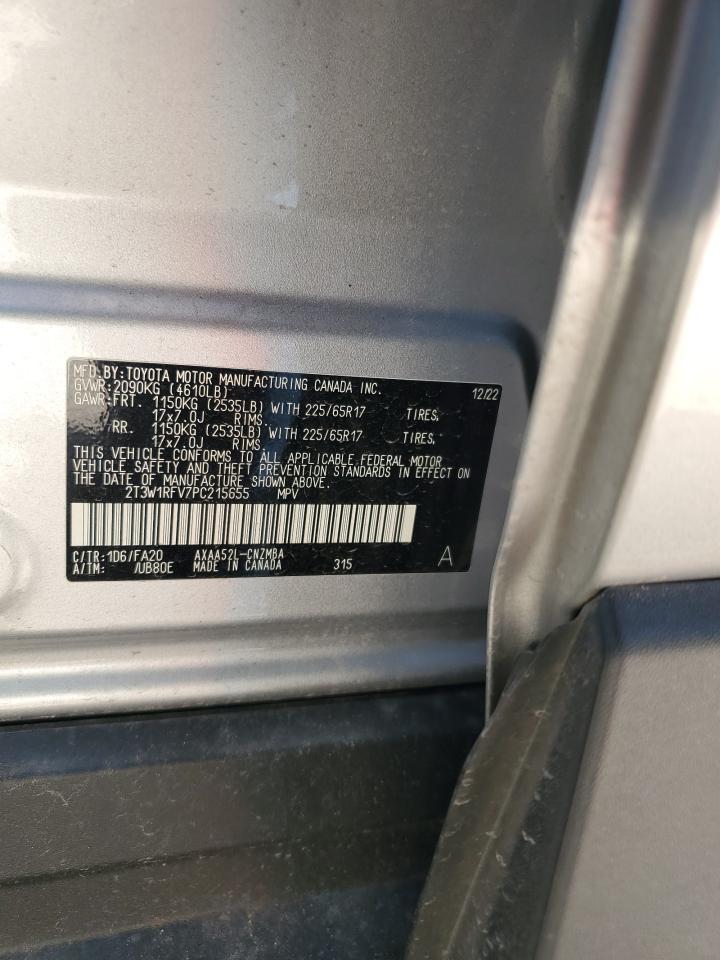 MFD.BY:TOYOTA MOTOR MANUFACTURING CANADA INC. 12/22
GVWR:2090KG (4610LB)
GAWR:FRT. 1150KG (2535LB) WITH 225/65R17 TIRES,
17x7.0J RIMS.
/RR. 1150KG (2535LB) WITH 225/65R17 TIRES,
17x7.0J RIMS.
THIS VEHICLE CONFORMS TO ALL APPLICABLE FEDERAL MOTOR
VEHICLE SAFETY AND THEFT PREVENTION STANDARDS IN EFFECT ON
THE DATE OF MANUFACTURE SHOWN ABOVE.
2T3W1RFV7PC215655 MPV
C/TR:1D6/FA20 AXAA52L-CNZMBA
A/TM: /UB80E MADE IN CANADA 315 A